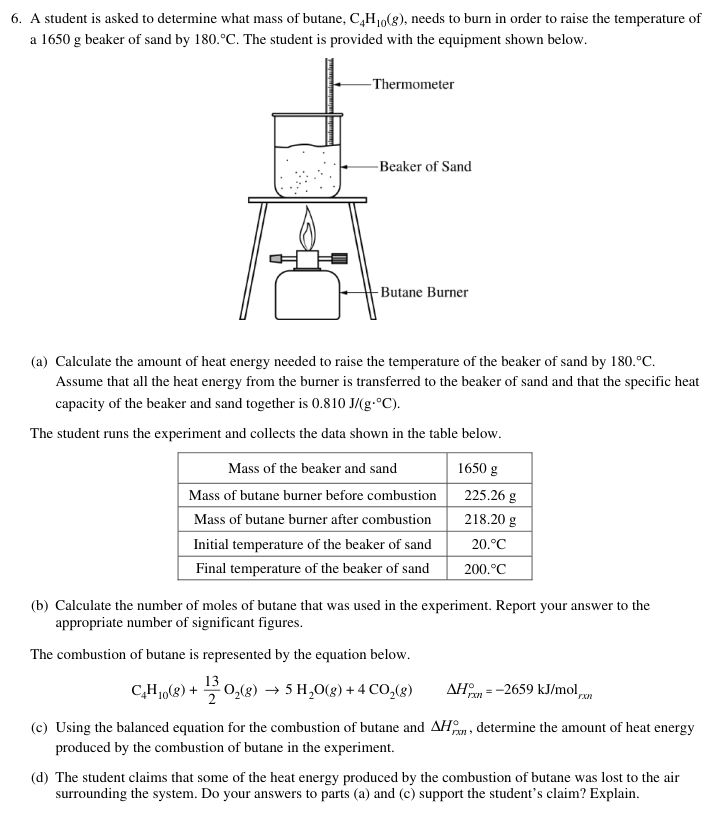 6. A student is asked to determine what mass of butane, C₄H₁₀(g), needs to burn in order to raise the temperature of
a 1650 g beaker of sand by 180.°C. The student is provided with the equipment shown below.
Thermometer
Beaker of Sand
Butane Burner
(a) Calculate the amount of heat energy needed to raise the temperature of the beaker of sand by 180.°C.
Assume that all the heat energy from the burner is transferred to the beaker of sand and that the specific heat
capacity of the beaker and sand together is 0.810 J/(g·°C).
The student runs the experiment and collects the data shown in the table below.
Mass of the beaker and sand 1650 g
Mass of butane burner before combustion 225.26 g
Mass of butane burner after combustion 218.20 g
Initial temperature of the beaker of sand 20.°C
Final temperature of the beaker of sand 200.°C
(b) Calculate the number of moles of butane that was used in the experiment. Report your answer to the
appropriate number of significant figures.
The combustion of butane is represented by the equation below.
C₄H₁₀(g) + 13/2 O₂(g) → 5 H₂O(g) + 4 CO₂(g) ΔH°rxn = −2659 kJ/molrxn
(c) Using the balanced equation for the combustion of butane and ΔH°rxn, determine the amount of heat energy
produced by the combustion of butane in the experiment.
(d) The student claims that some of the heat energy produced by the combustion of butane was lost to the air
surrounding the system. Do your answers to parts (a) and (c) support the student's claim? Explain.